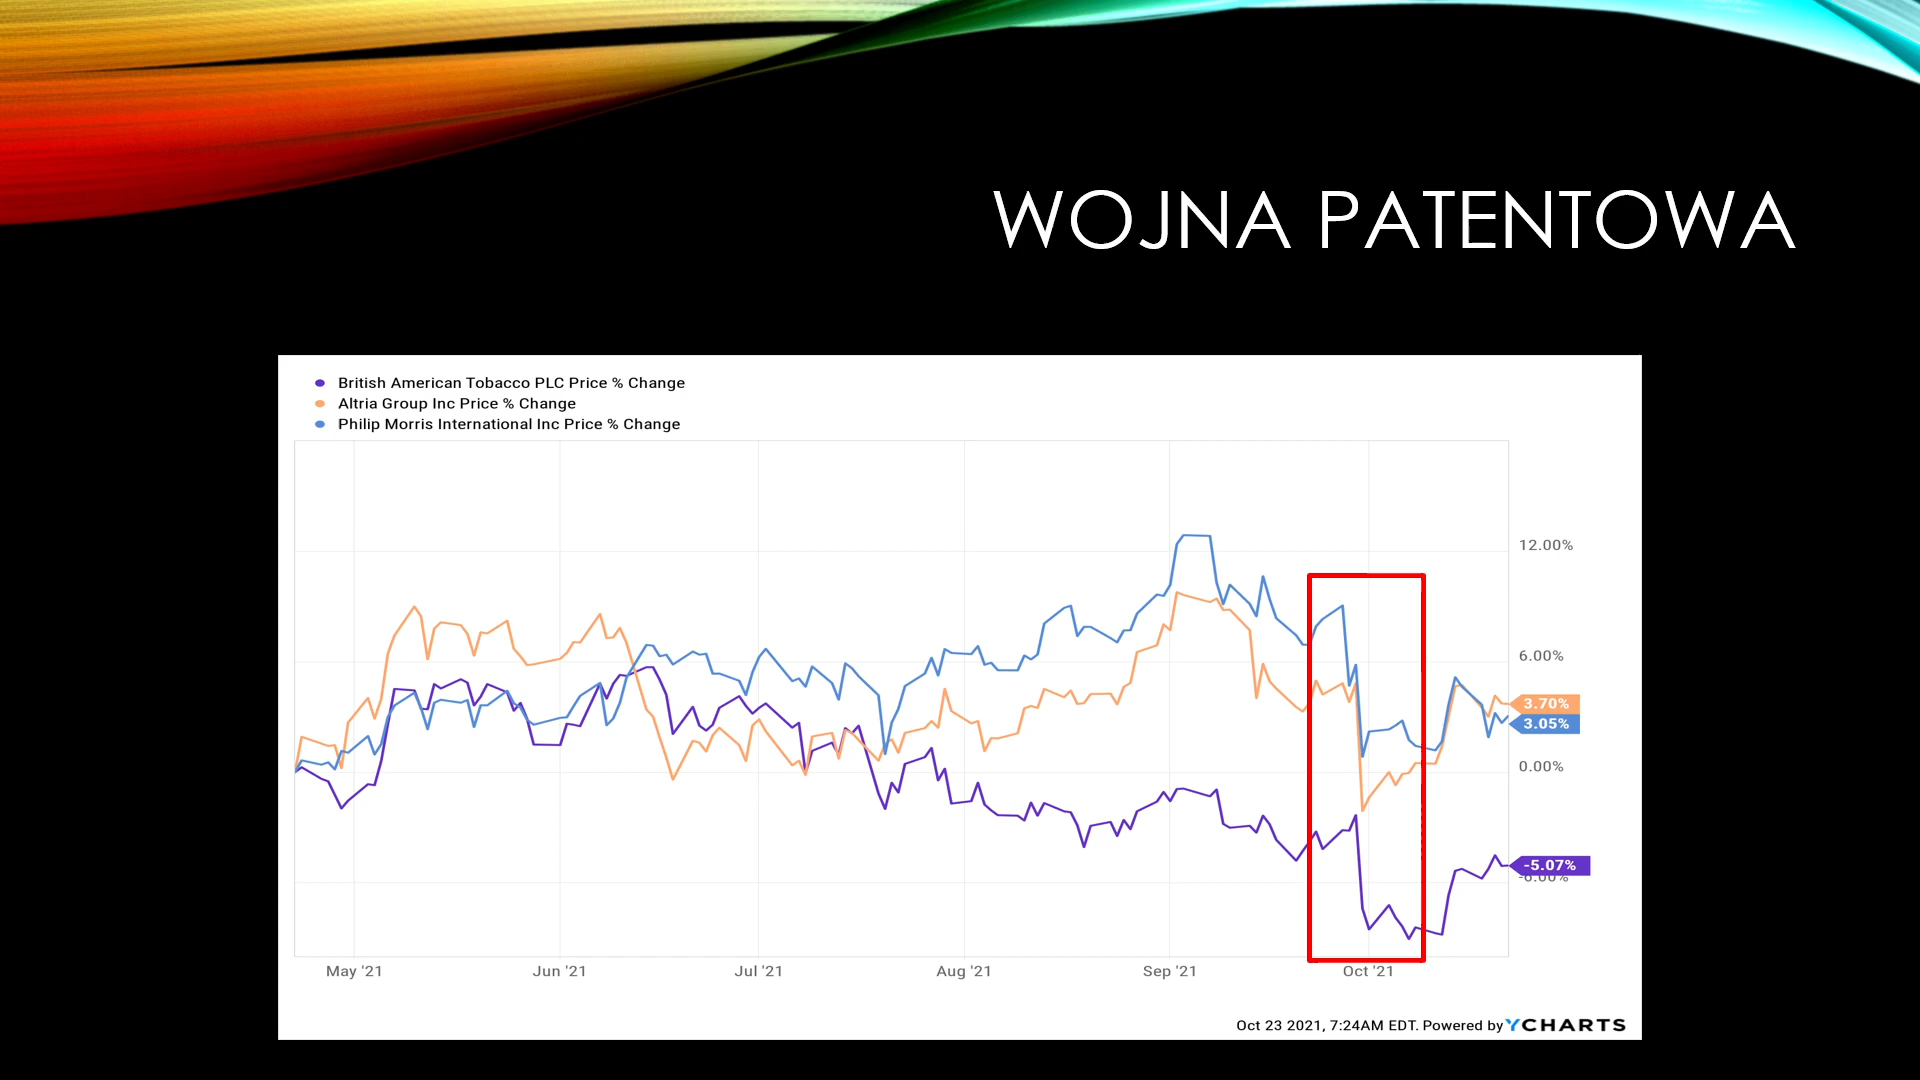 WOJNA PATENTOWA
British American Tobacco PLC Price % Change
Altria Group Inc Price % Change
Philip Morris International Inc Price % Change
12.00%
6.00%
3.70%
3.05%
0.00%
-5.07%
-6.00%
May '21 Jun '21 Jul '21 Aug '21 Sep '21 Oct '21
Oct 23 2021, 7:24AM EDT. Powered by YCHARTS